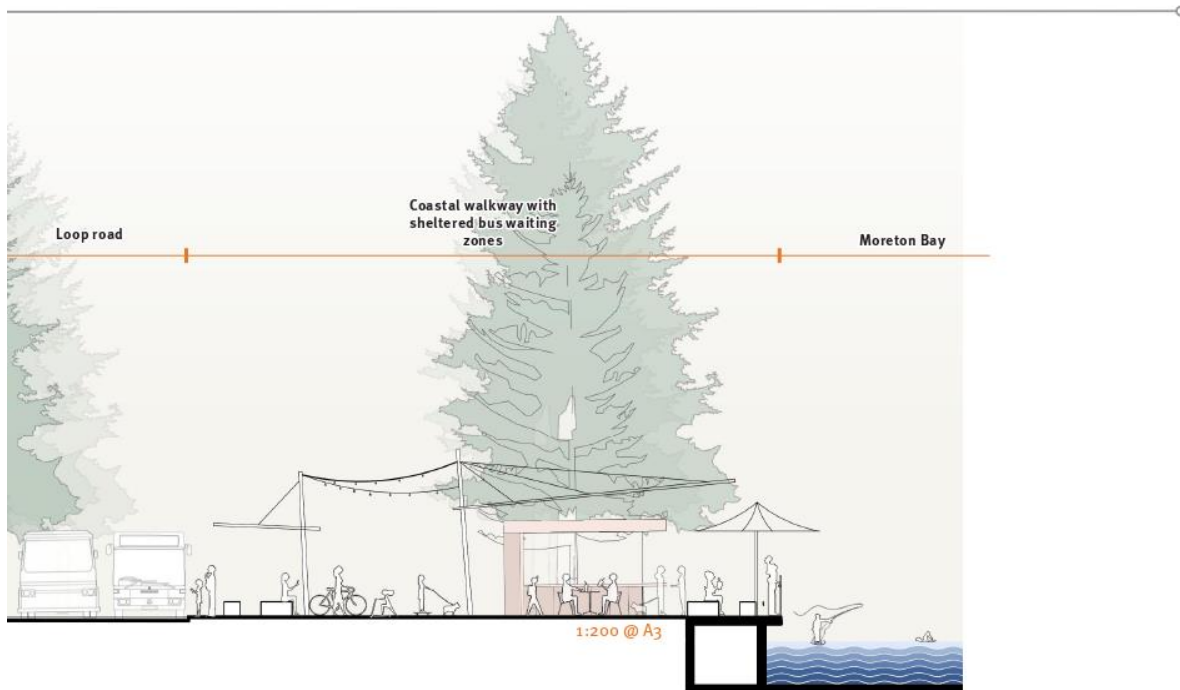 Loop road
Coastal walkway with
sheltered bus waiting
zones
Moreton Bay
1:200 @ A3